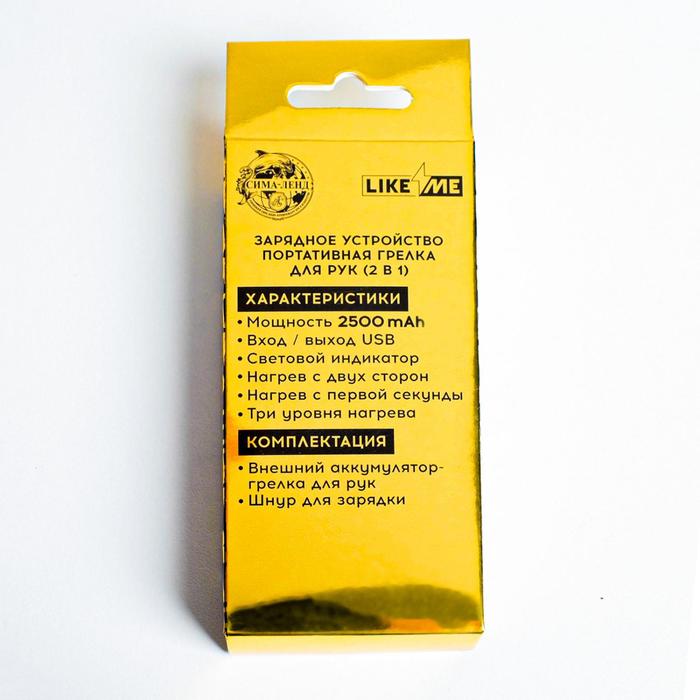 СИМА-ЛЕНД
LIKE ME
ЗАРЯДНОЕ УСТРОЙСТВО
ПОРТАТИВНАЯ ГРЕЛКА
ДЛЯ РУК (2 В 1)
ХАРАКТЕРИСТИКИ
• Мощность 2500 mAh
• Вход / выход USB
• Световой индикатор
• Нагрев с двух сторон
• Нагрев с первой секунды
• Три уровня нагрева
КОМПЛЕКТАЦИЯ
• Внешний аккумулятор-
грелка для рук
• Шнур для зарядки